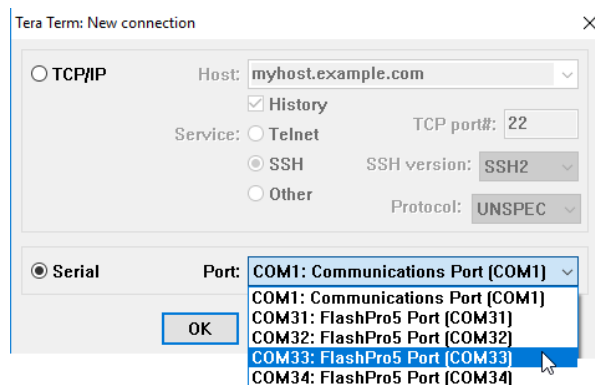 Tera Term: New connection
TCP/IP Host: myhost.example.com
History
Service: Telnet TCP port#: 22
SSH SSH version: SSH2
Other Protocol: UNSPEC
Serial Port: COM1: Communications Port (COM1)
COM1: Communications Port (COM1)
COM31: FlashPro5 Port (COM31)
OK COM32: FlashPro5 Port (COM32)
COM33: FlashPro5 Port (COM33)
COM34: FlashPro5 Port (COM34)